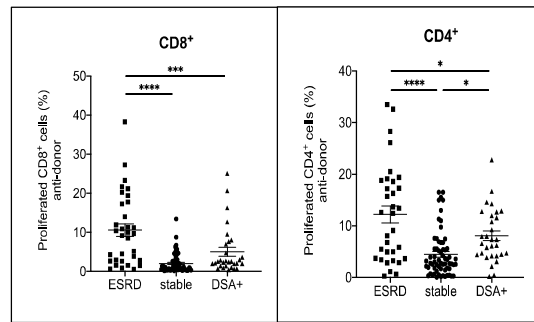 CD8⁺
Proliferated CD8⁺ cells (%)
anti-donor
50
40
30
20
10
0
***
****
ESRD stable DSA+
CD4⁺
Proliferated CD4⁺ cells (%)
anti-donor
40
30
20
10
0
*
**** *
ESRD stable DSA+